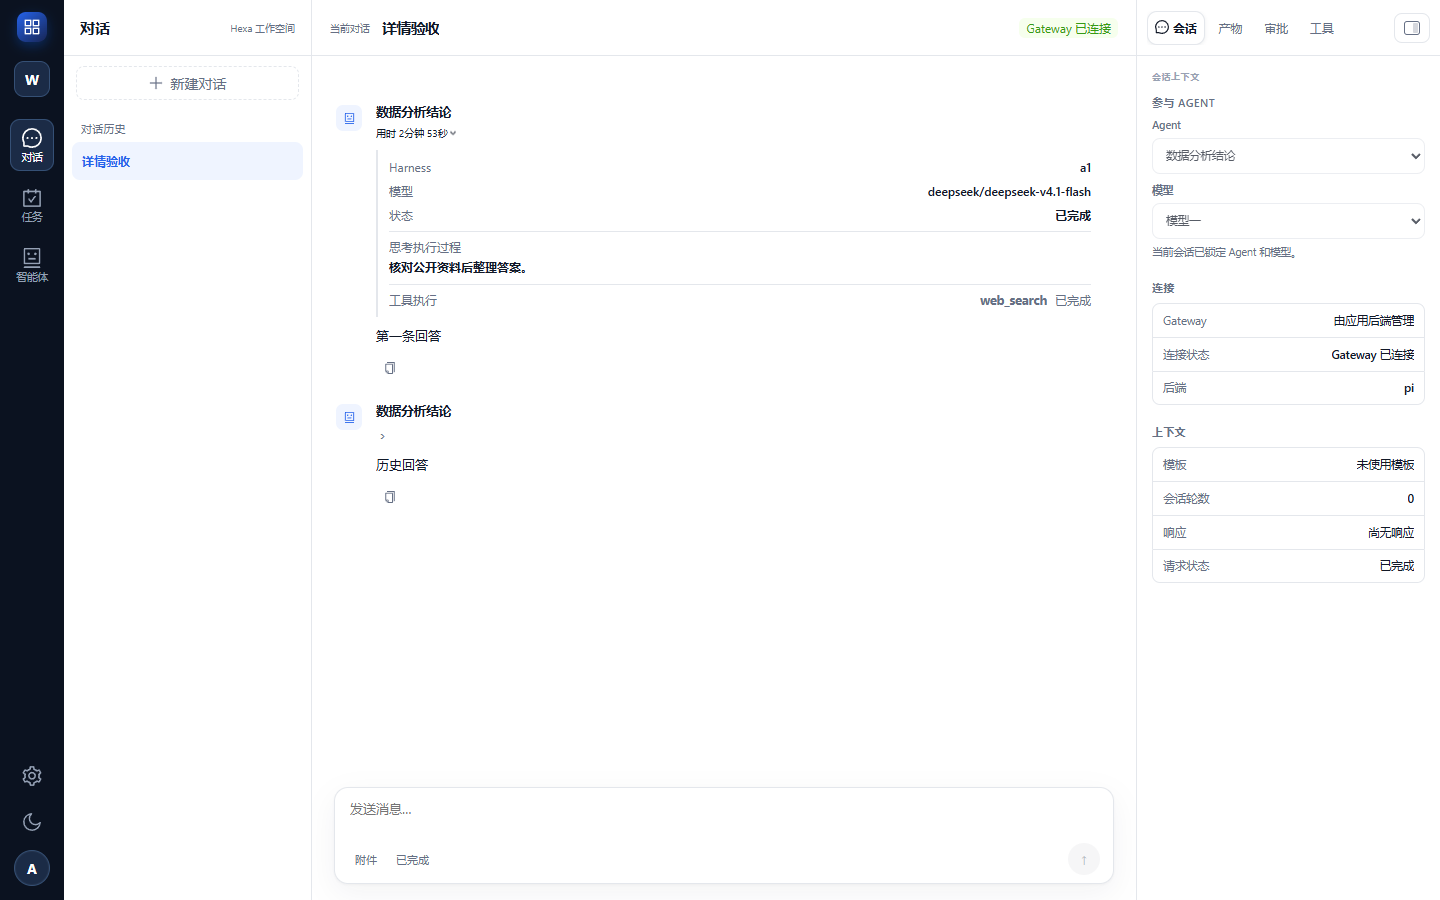 W
对话
任务
智能体
A
对话
Hexa 工作空间
新建对话
对话历史
详情验收
当前对话 详情验收
Gateway 已连接
数据分析结论
用时 2分钟 53秒
Harness a1
模型 deepseek/deepseek-v4.1-flash
状态 已完成
思考执行过程
核对公开资料后整理答案。
工具执行 web_search 已完成
第一条回答
数据分析结论
历史回答
发送消息...
附件 已完成
会话 产物 审批 工具
会话上下文
参与 AGENT
Agent
数据分析结论
模型
模型一
当前会话已锁定 Agent 和模型。
连接
Gateway 由应用后端管理
连接状态 Gateway 已连接
后端 pi
上下文
模板 未使用模板
会话轮数 0
响应 尚无响应
请求状态 已完成